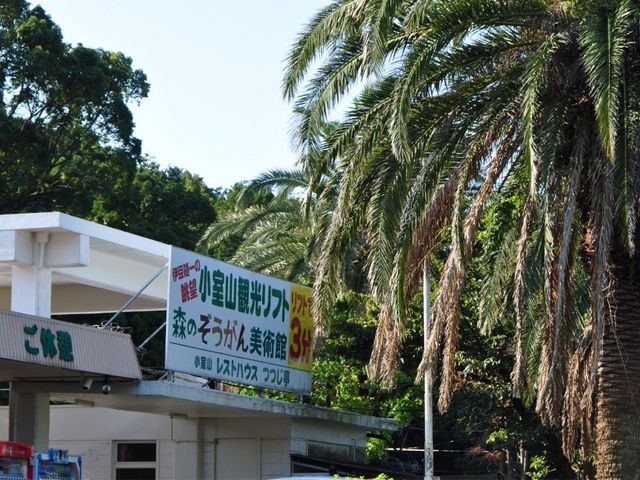 伊豆随一の
眺望
小室山観光リフト
リフトで
3分
森のぞうがん美術館
小室山 レストハウス つつじ亭
ご休憩